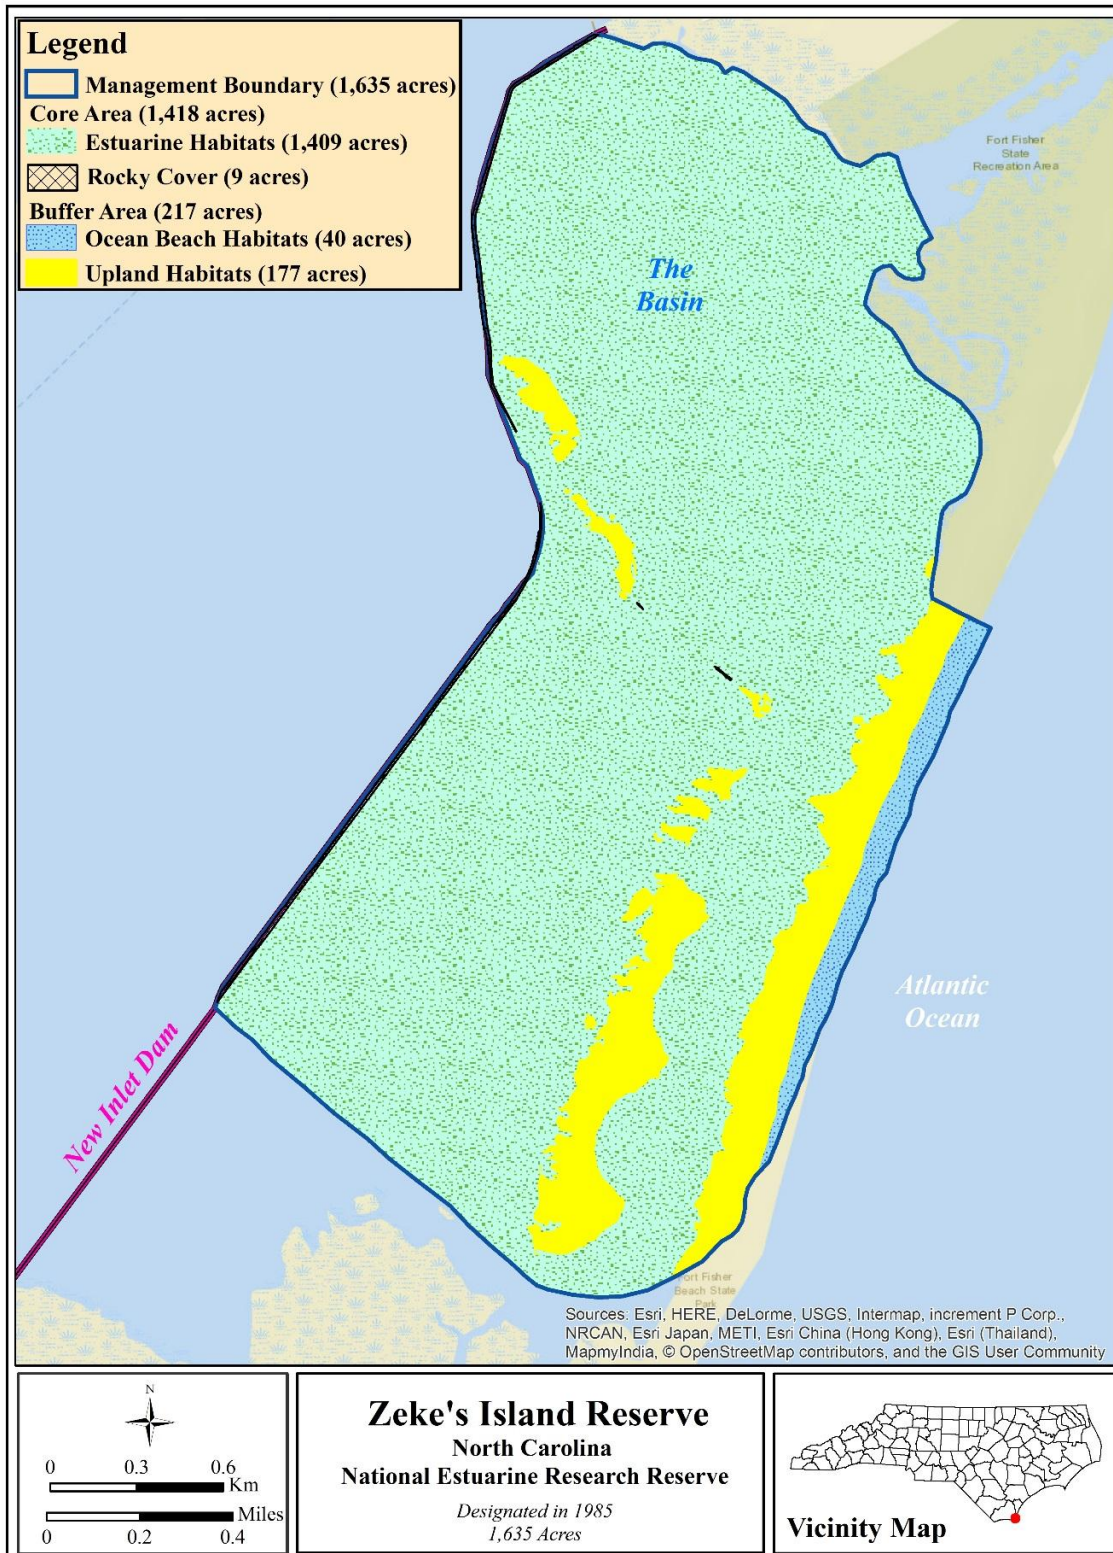 Legend
Management Boundary (1,635 acres)
Core Area (1,418 acres)
Estuarine Habitats (1,409 acres)
Rocky Cover (9 acres)
Buffer Area (217 acres)
Ocean Beach Habitats (40 acres)
Upland Habitats (177 acres)
Fort Fisher
State
Recreation Area
The
Basin
Atlantic
Ocean
New Inlet Dam
Fort Fisher
Beach State
Park
Sources: Esri, HERE, DeLorme, USGS, Intermap, increment P Corp.,
NRCAN, Esri Japan, METI, Esri China (Hong Kong), Esri (Thailand),
MapmyIndia, © OpenStreetMap contributors, and the GIS User Community
N
0 0.3 0.6
Km
Miles
0 0.2 0.4
Zeke's Island Reserve
North Carolina
National Estuarine Research Reserve
Designated in 1985
1,635 Acres
Vicinity Map